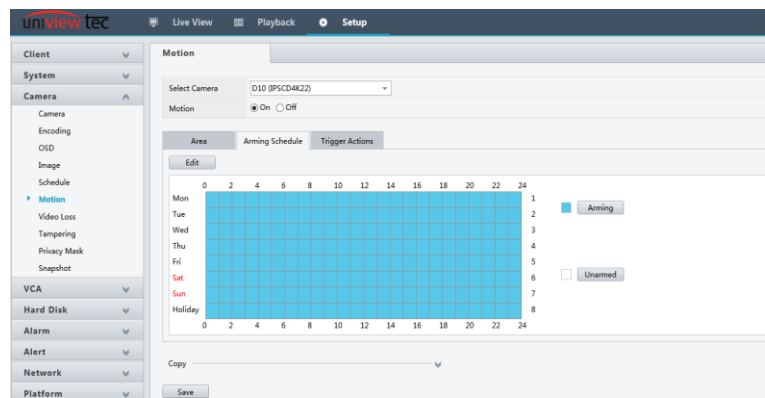 uniview tec
Live View Playback Setup
Client
System
Camera
Camera
Encoding
OSD
Image
Schedule
Motion
Video Loss
Tampering
Privacy Mask
Snapshot
VCA
Hard Disk
Alarm
Alert
Network
Platform
Motion
Select Camera D10 (IPSCD4K22)
Motion On Off
Area Arming Schedule Trigger Actions
Edit
0 2 4 6 8 10 12 14 16 18 20 22 24
Mon 1
Tue 2
Wed 3
Thu 4
Fri 5
Sat 6
Sun 7
Holiday 8
0 2 4 6 8 10 12 14 16 18 20 22 24
Arming
Unarmed
Copy
Save